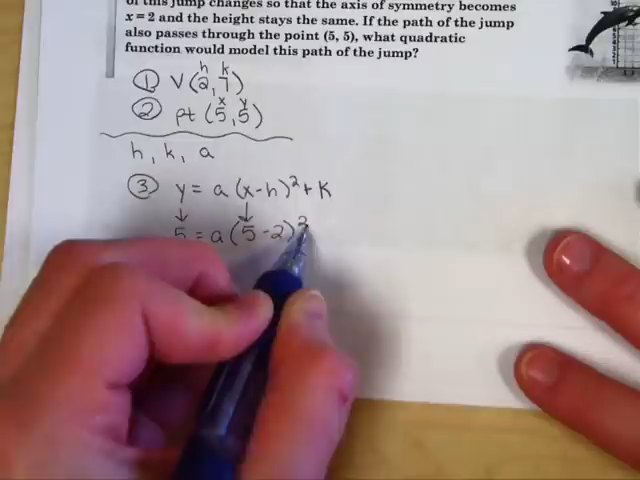 of this jump changes so that the axis of symmetry becomes
x = 2 and the height stays the same. If the path of the jump
also passes through the point (5, 5), what quadratic
function would model this path of the jump?
h k
① V(2,7)
x y
② pt (5,5)
h, k, a
③ y = a(x-h)²+k
↓ ↓
5 = a(5-2)²